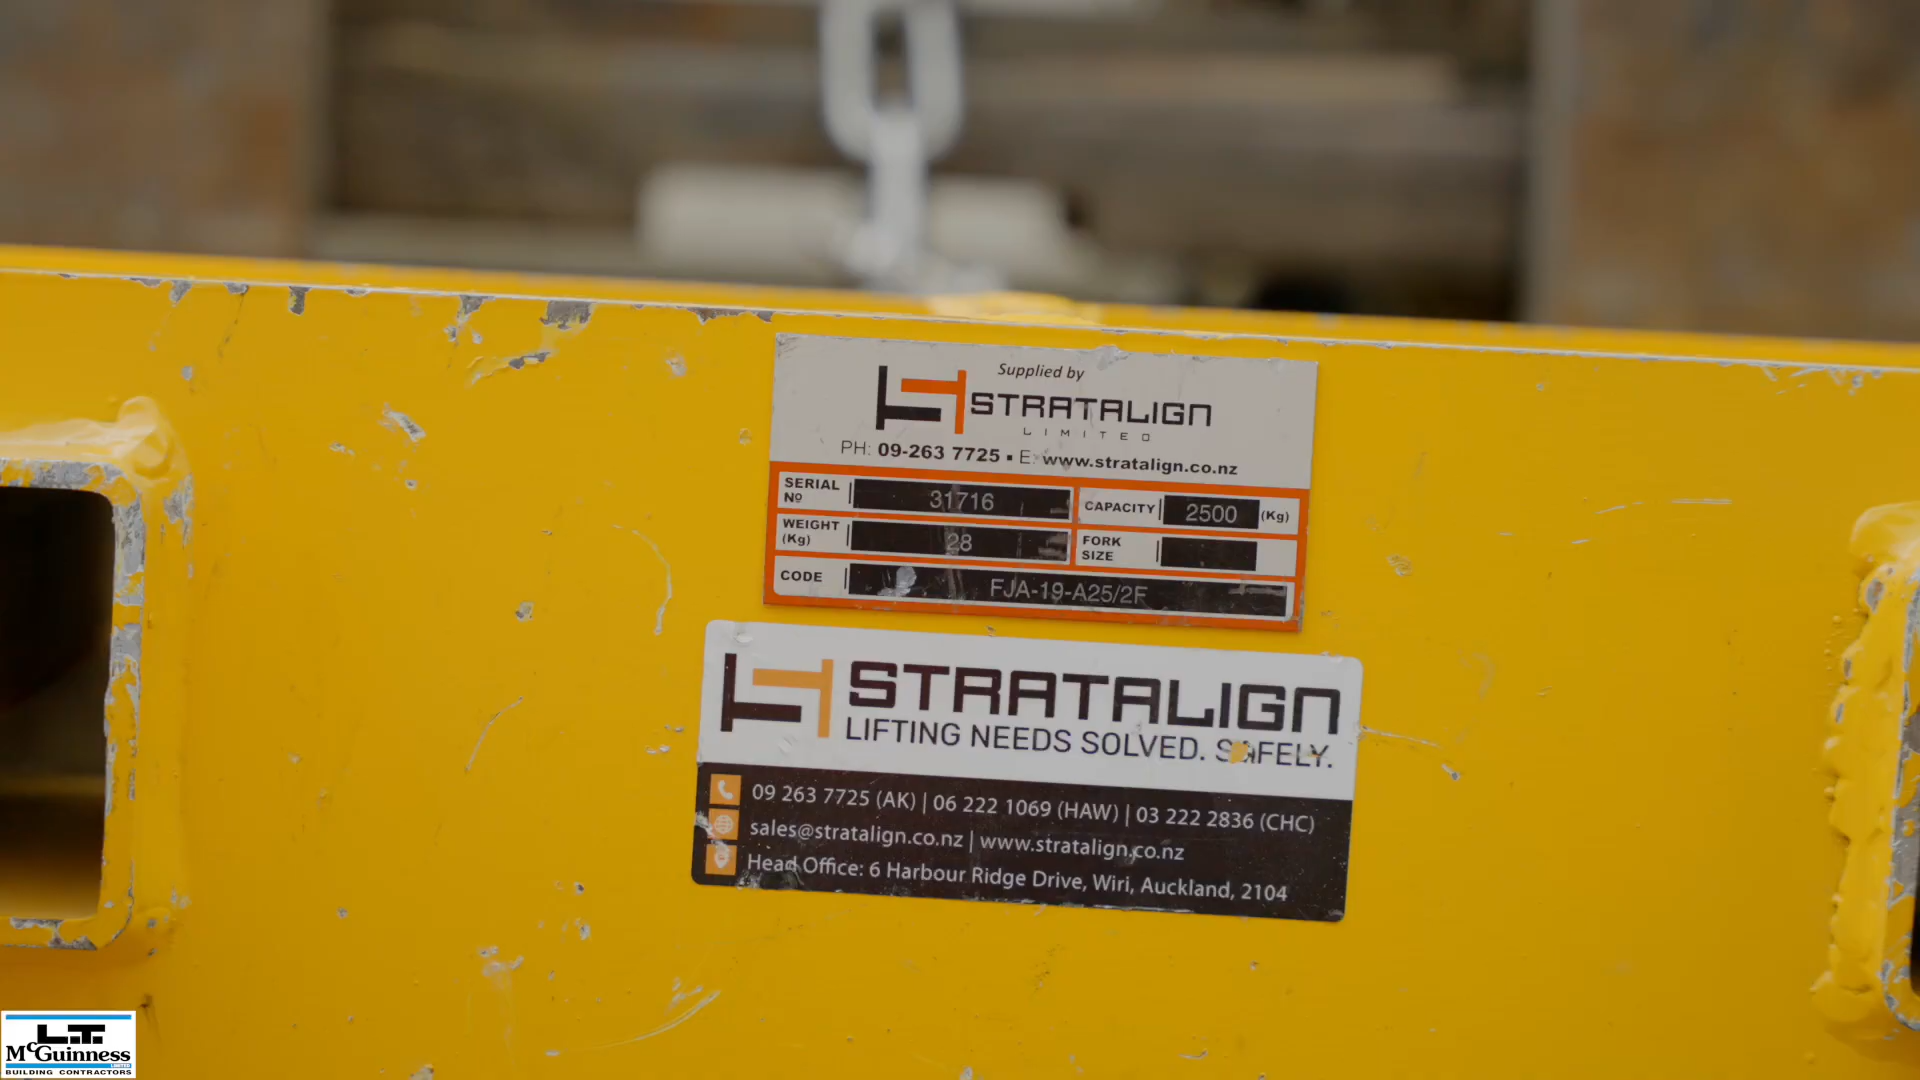 Supplied by
STRATALIGN
LIMITED
PH: 09-263 7725 ▪ E: www.stratalign.co.nz
SERIAL Nº 31716 CAPACITY 2500 (Kg)
WEIGHT (Kg) 28 FORK SIZE
CODE FJA-19-A25/2F
STRATALIGN
LIFTING NEEDS SOLVED. SAFELY.
09 263 7725 (AK) | 06 222 1069 (HAW) | 03 222 2836 (CHC)
sales@stratalign.co.nz | www.stratalign.co.nz
Head Office: 6 Harbour Ridge Drive, Wiri, Auckland, 2104
L.T.
McGuinness
LIMITED
BUILDING CONTRACTORS